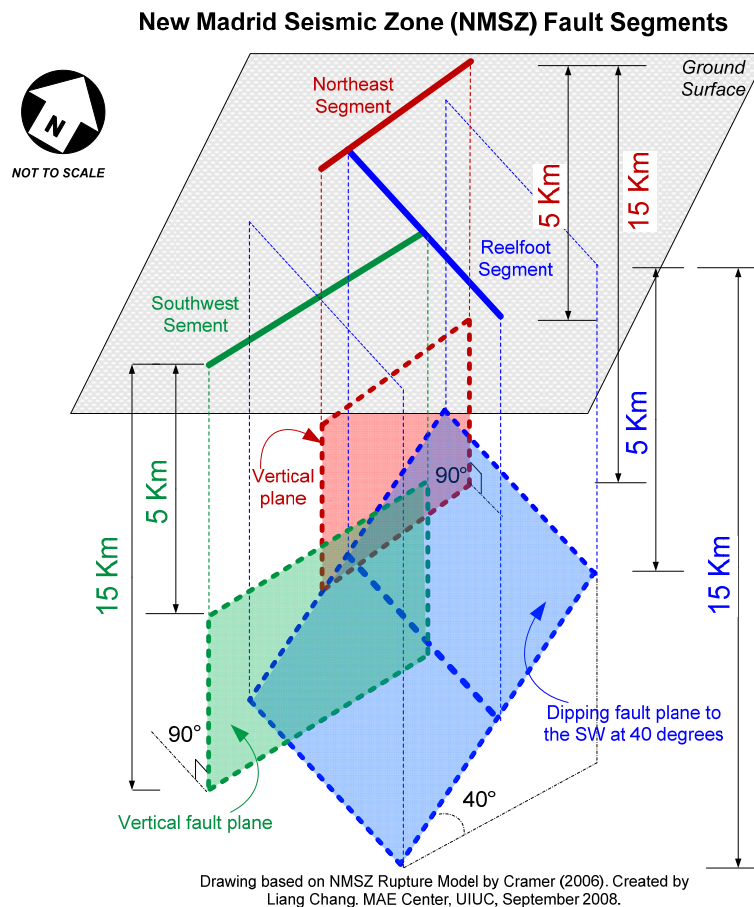 New Madrid Seismic Zone (NMSZ) Fault Segments
N
NOT TO SCALE
Northeast
Segment
Ground
Surface
5 Km
15 Km
Reelfoot
Segment
Southwest
Sement
5 Km
15 Km
5 Km
15 Km
Vertical
plane
90°
90°
Vertical fault plane
40°
Dipping fault plane to
the SW at 40 degrees
Drawing based on NMSZ Rupture Model by Cramer (2006). Created by
Liang Chang. MAE Center, UIUC, September 2008.